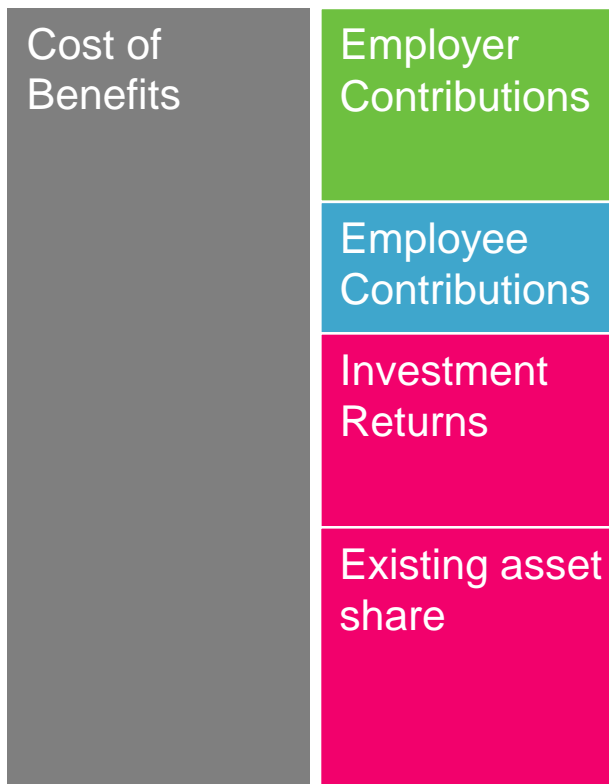 Cost of
Benefits
Employer
Contributions
Employee
Contributions
Investment
Returns
Existing asset
share